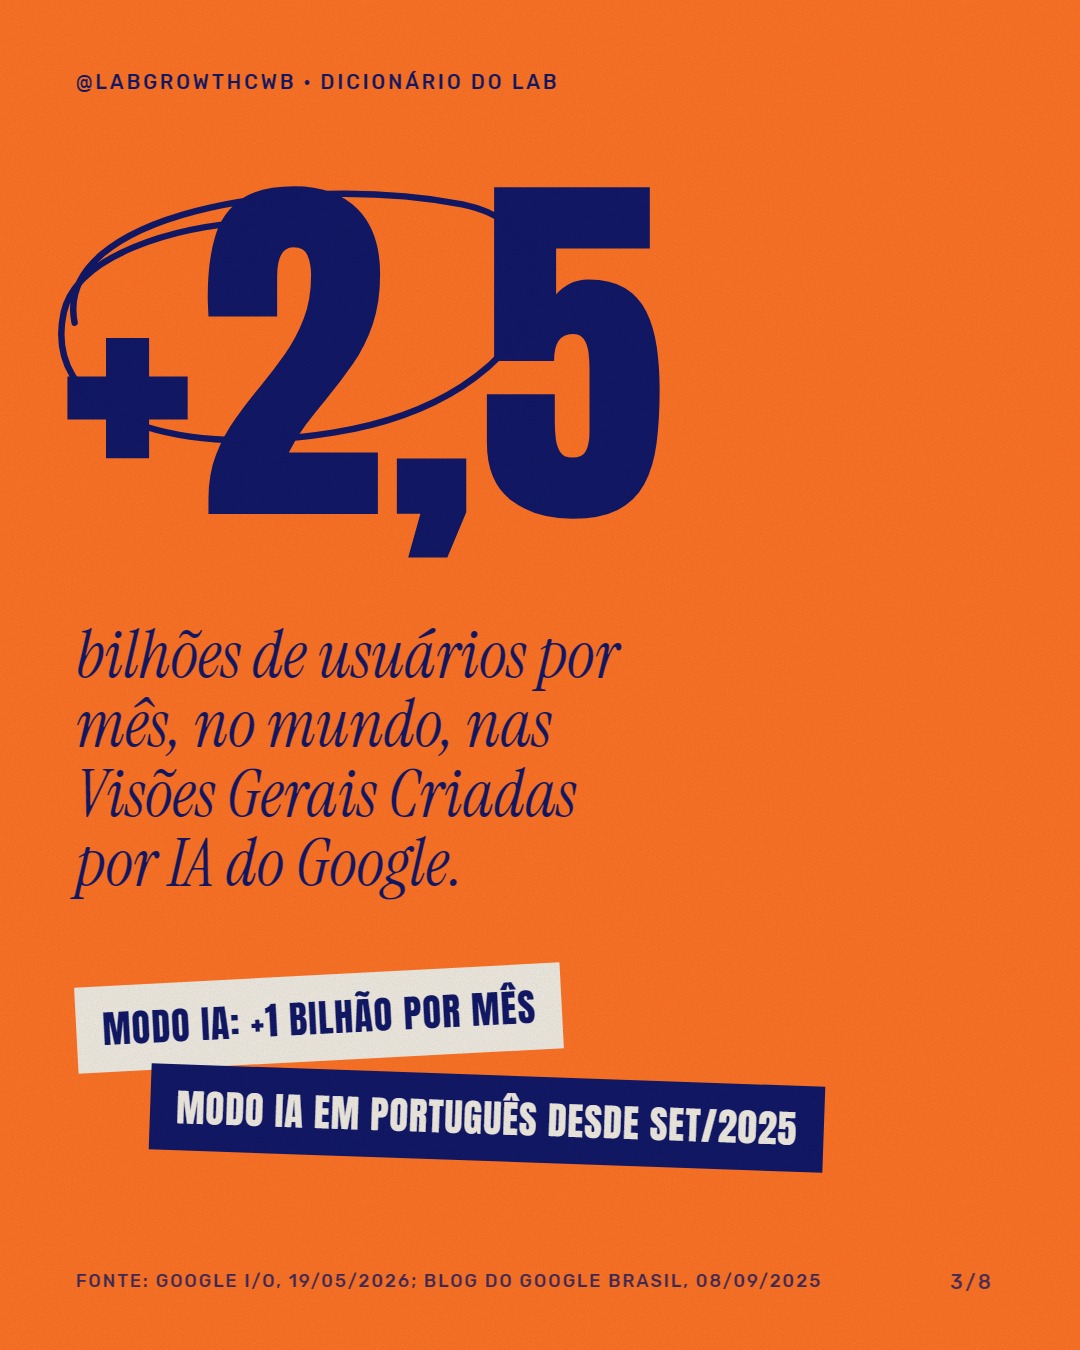 @LABGROWTHCWB • DICIONÁRIO DO LAB
+2,5
bilhões de usuários por
mês, no mundo, nas
Visões Gerais Criadas
por IA do Google.
MODO IA: +1 BILHÃO POR MÊS
MODO IA EM PORTUGUÊS DESDE SET/2025
FONTE: GOOGLE I/O, 19/05/2026; BLOG DO GOOGLE BRASIL, 08/09/2025
3/8